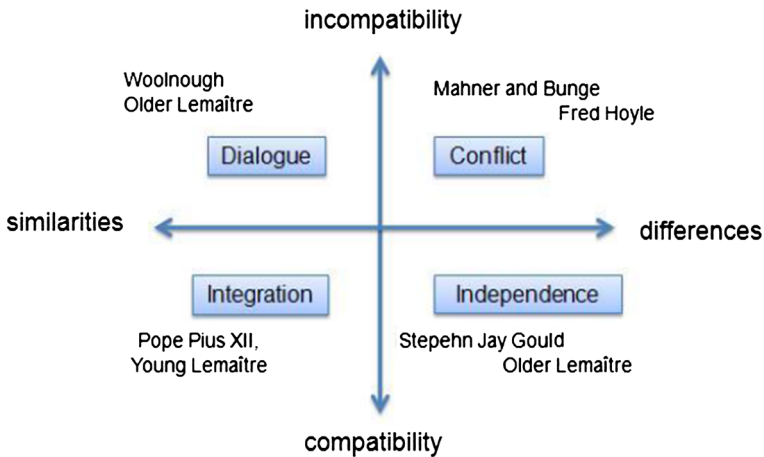 incompatibility
Woolnough
Older Lemaître
Mahner and Bunge
Fred Hoyle
Dialogue
Conflict
similarities
differences
Integration
Independence
Pope Pius XII,
Young Lemaître
Stepehn Jay Gould
Older Lemaître
compatibility